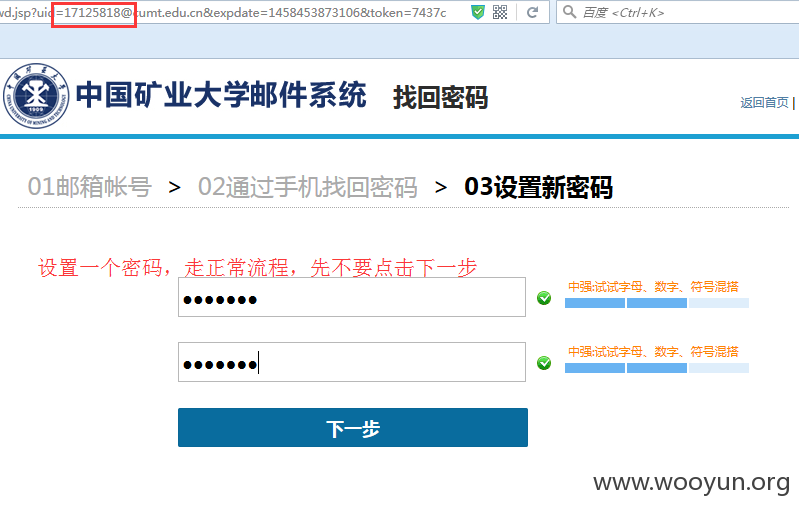 wd.jsp?uid=17125818@cumt.edu.cn&expdate=1458453873106&token=7437c
百度 <Ctrl+K>
中国矿业大学邮件系统 找回密码
返回首页 |
01邮箱帐号 > 02通过手机找回密码 > 03设置新密码
设置一个密码，走正常流程，先不要点击下一步
中强:试试字母、数字、符号混搭
中强:试试字母、数字、符号混搭
下一步
www.wooyun.org